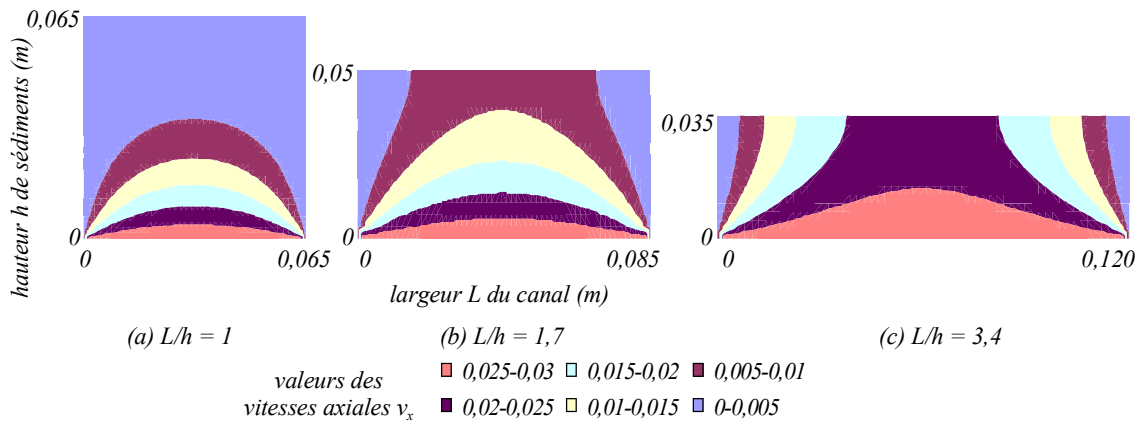 hauteur h de sédiments (m)
0,065
0
0
0,065
0,05
0
0
0,085
0,035
0
0
0,120
largeur L du canal (m)
(a) L/h = 1
(b) L/h = 1,7
(c) L/h = 3,4
valeurs des
vitesses axiales vx
0,025-0,03
0,015-0,02
0,005-0,01
0,02-0,025
0,01-0,015
0-0,005